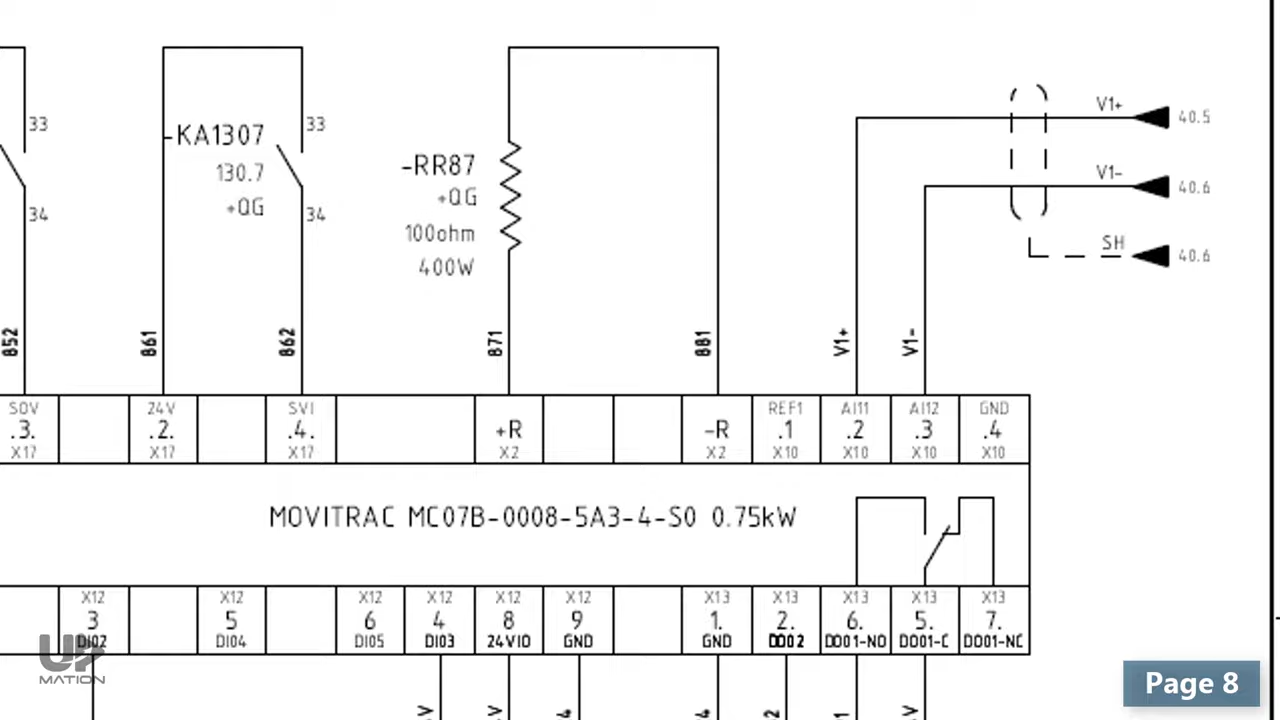 V1+
40.5
33
33
-KA1307
-RR87
130.7
+QG
V1-
40.6
+QG
34
34
100ohm
SH
40.6
400W
852
861
862
871
881
V1+
V1-
S0V
24V
SVI
REF1
AI11
AI12
GND
.3.
.2.
.4.
+R
-R
.1
.2
.3
.4
X17
X17
X17
X2
X2
X10
X10
X10
X10
MOVITRAC MC07B-0008-5A3-4-S0 0.75kW
X12
X12
X12
X12
X12
X12
X13
X13
X13
X13
X13
3
5
6
4
8
9
1.
2.
6.
5.
7.
DI02
DI04
DI05
DI03
24VIO
GND
GND
DO02
DO01-NO
DO01-C
DO01-NC
UP
MATION
Page 8